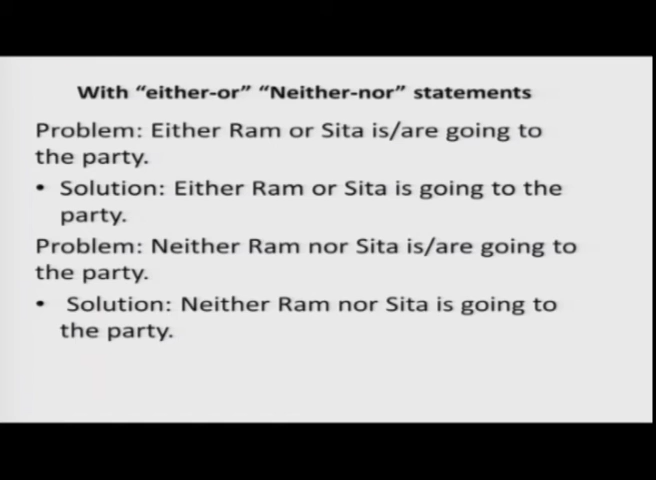 With “either-or” “Neither-nor” statements
Problem: Either Ram or Sita is/are going to
the party.
• Solution: Either Ram or Sita is going to the
party.
Problem: Neither Ram nor Sita is/are going to
the party.
• Solution: Neither Ram nor Sita is going to
the party.